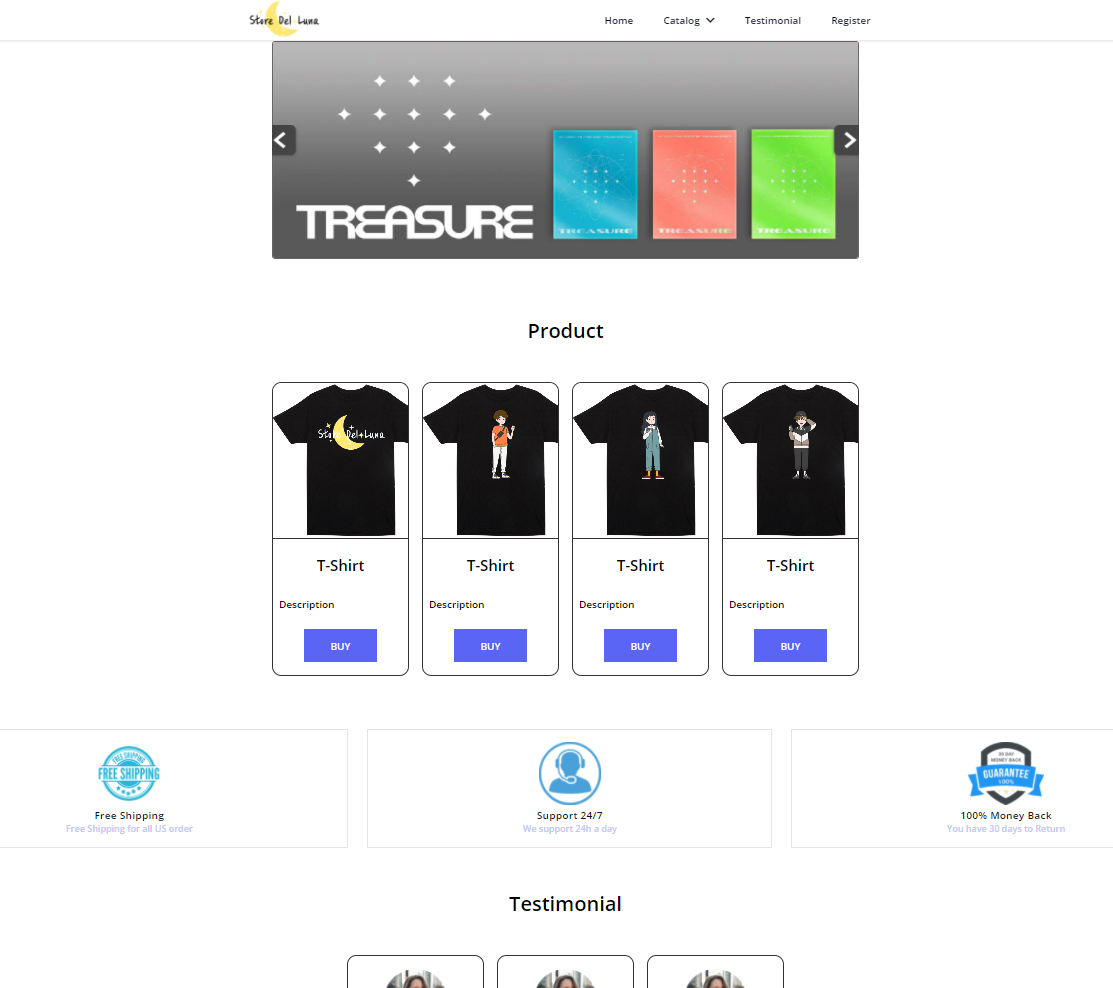 Store Del Luna
Home
Catalog
Testimonial
Register
TREASURE
TREASURE
TREASURE
TREASURE
Product
Store Del Luna
T-Shirt
T-Shirt
T-Shirt
T-Shirt
Description
Description
Description
Description
BUY
BUY
BUY
BUY
FREE SHIPPING
FREE SHIPPING
30 DAY
MONEY BACK
GUARANTEE
100%
Free Shipping
Free Shipping for all US order
Support 24/7
We support 24h a day
100% Money Back
You have 30 days to Return
Testimonial